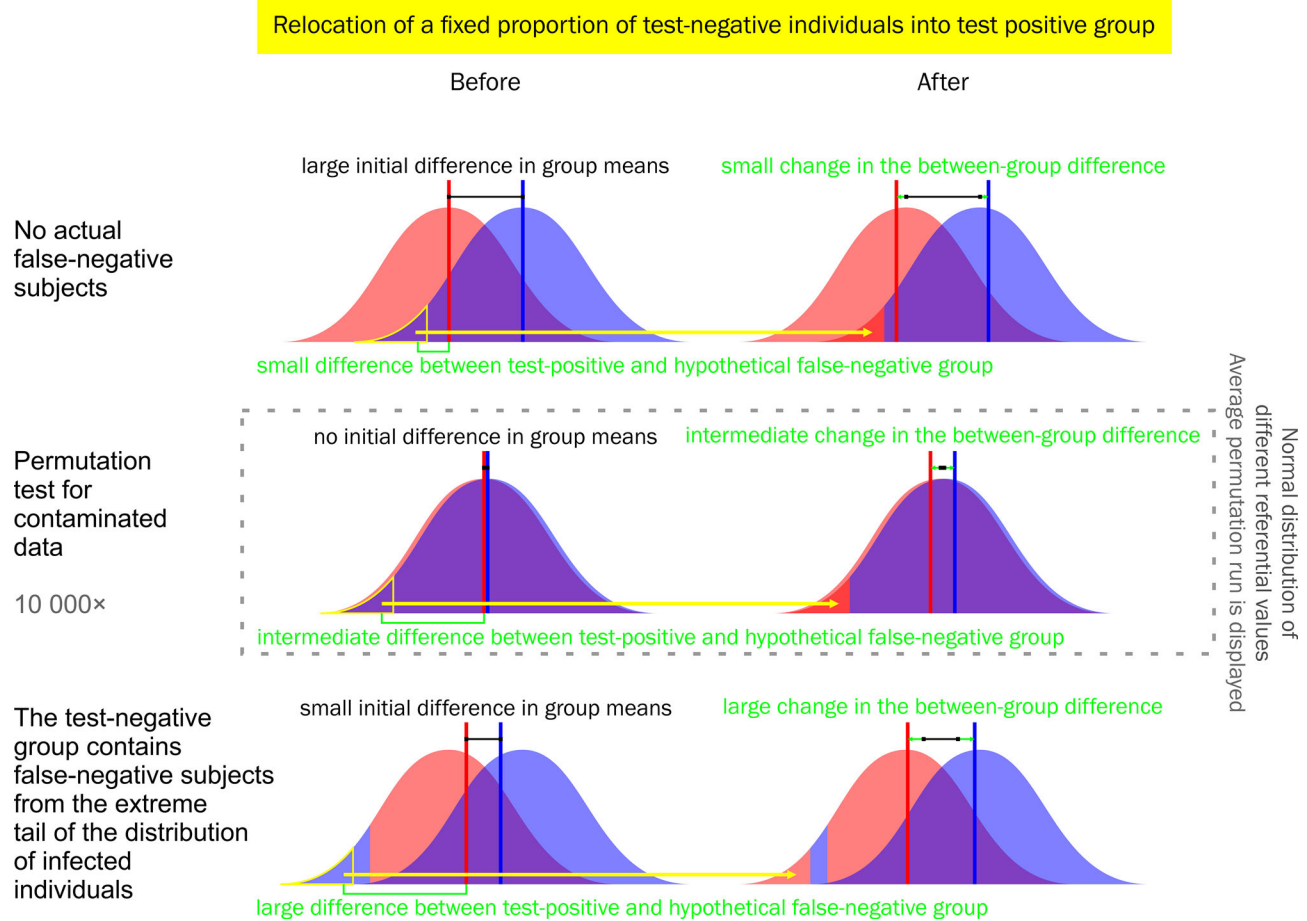 Relocation of a fixed proportion of test-negative individuals into test positive group
Before
After
large initial difference in group means
small change in the between-group difference
No actual
false-negative
subjects
small difference between test-positive and hypothetical false-negative group
no initial difference in group means
intermediate change in the between-group difference
Permutation
test for
contaminated
data
10 000×
intermediate difference between test-positive and hypothetical false-negative group
Normal distribution of
different referential values
Average permutation run is displayed
small initial difference in group means
large change in the between-group difference
The test-negative
group contains
false-negative subjects
from the extreme
tail of the distribution
of infected
individuals
large difference between test-positive and hypothetical false-negative group